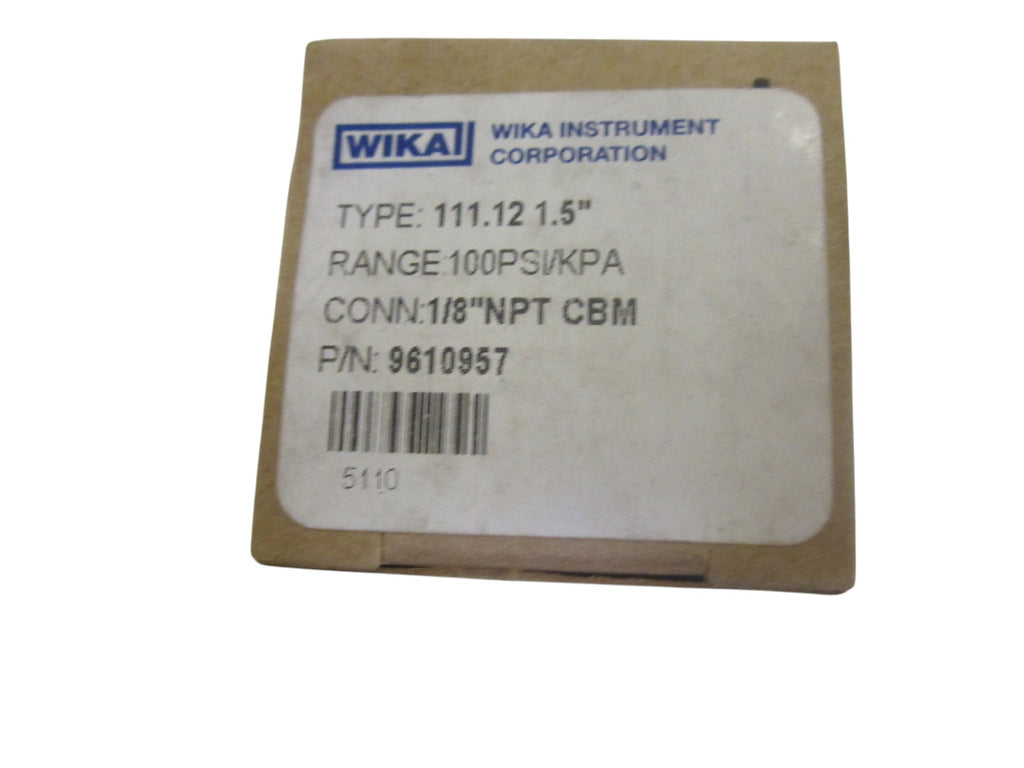 WIKA
WIKA INSTRUMENT
CORPORATION
TYPE: 111.12 1.5"
RANGE:100PSI/KPA
CONN:1/8"NPT CBM
P/N: 9610957
5110